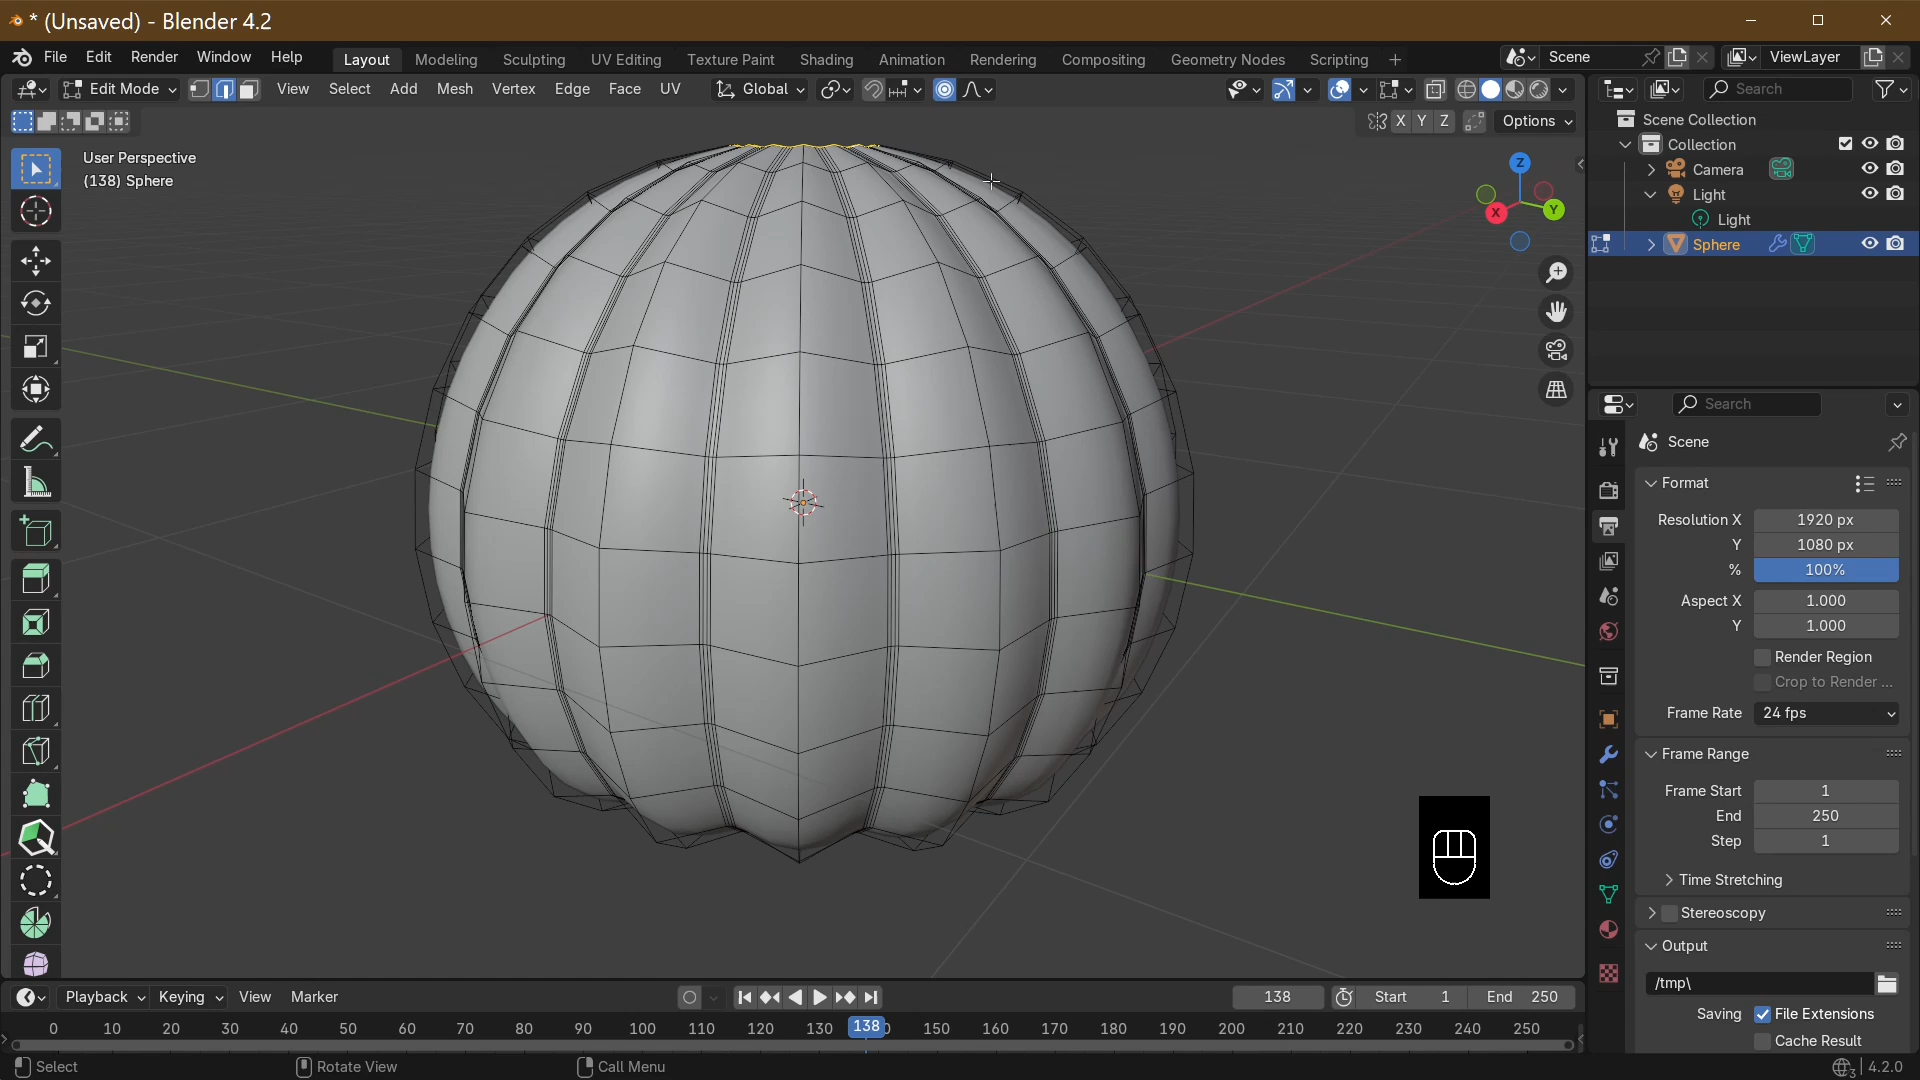 * (Unsaved) - Blender 4.2
File Edit Render Window Help Layout Modeling Sculpting UV Editing Texture Paint Shading Animation Rendering Compositing Geometry Nodes Scripting + Scene ViewLayer
Edit Mode View Select Add Mesh Vertex Edge Face UV Global Search
X Y Z Options
User Perspective
(138) Sphere
Z
X
Y
Scene Collection
Collection
Camera
Light
Light
Sphere
Search
Scene
Format
Resolution X 1920 px
Y 1080 px
% 100%
Aspect X 1.000
Y 1.000
Render Region
Crop to Render ...
Frame Rate 24 fps
Frame Range
Frame Start 1
End 250
Step 1
Time Stretching
Stereoscopy
Output
/tmp\
Saving File Extensions
Cache Result
Playback Keying View Marker 138 Start 1 End 250
0 10 20 30 40 50 60 70 80 90 100 110 120 130 138 150 160 170 180 190 200 210 220 230 240 250
Select Rotate View Call Menu 3 4.2.0